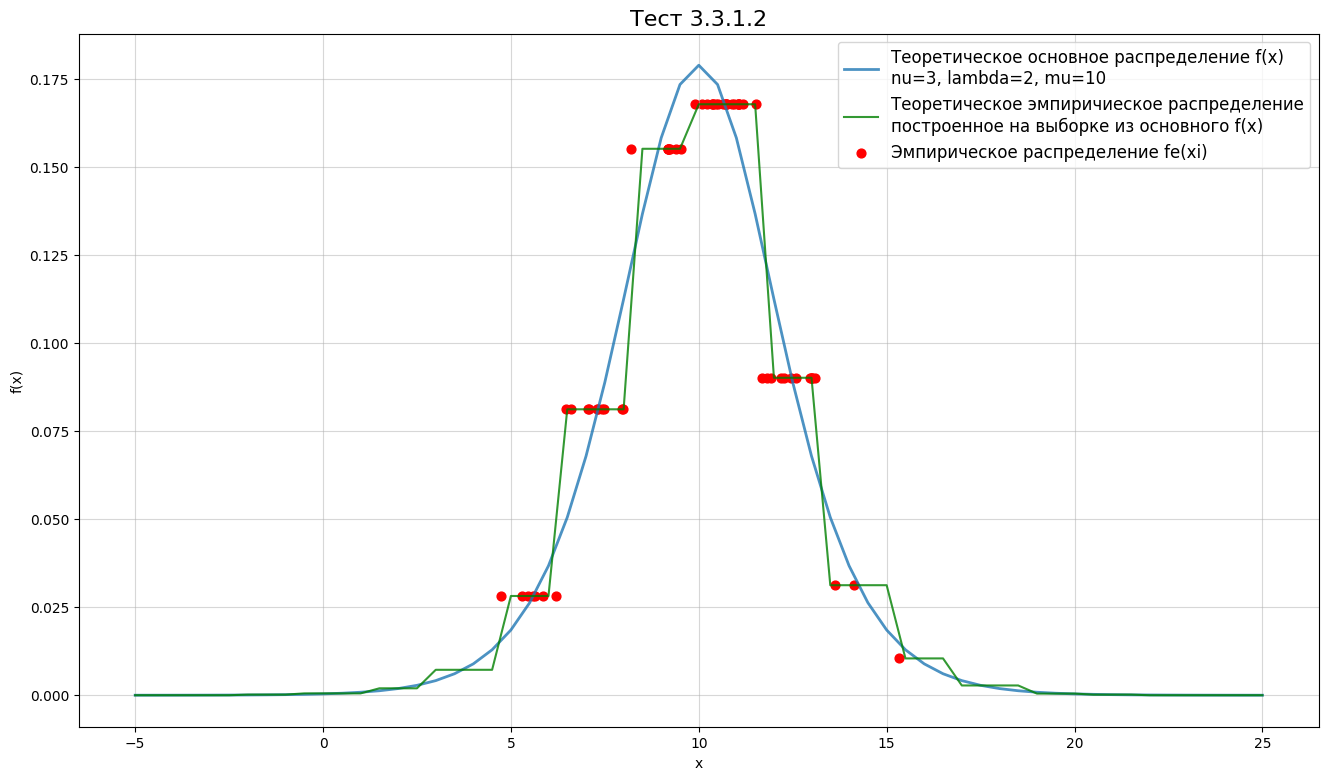 Тест 3.3.1.2
Теоретическое основное распределение f(x)
nu=3, lambda=2, mu=10
Теоретическое эмпиричиеское распределение
построенное на выборке из основного f(x)
Эмпирическое распределение fe(xi)
f(x)
0.175
0.150
0.125
0.100
0.075
0.050
0.025
0.000
−5
0
5
10
15
20
25
x